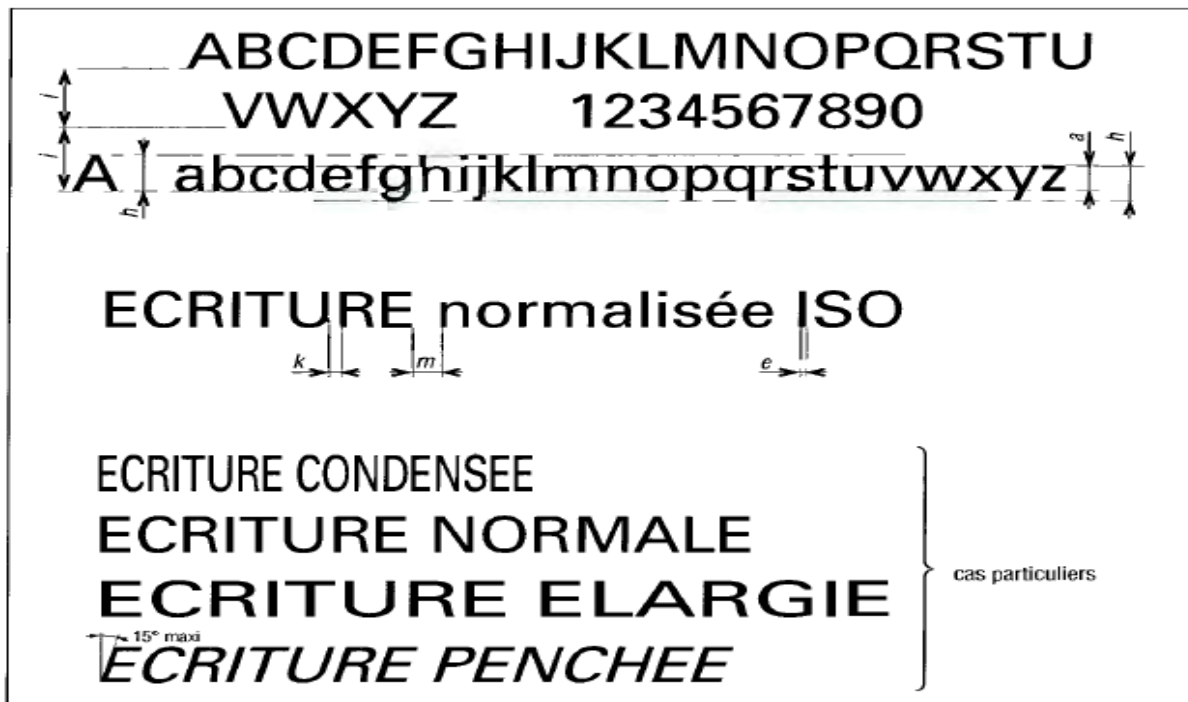 ABCDEFGHIJKLMNOPQRSTU
l
VWXYZ 1234567890
l
A abcdefghijklmnopqrstuvwxyz a h
h
ECRITURE normalisée ISO
k m e
ECRITURE CONDENSEE
ECRITURE NORMALE
ECRITURE ELARGIE
cas particuliers
15° maxi
ECRITURE PENCHEE